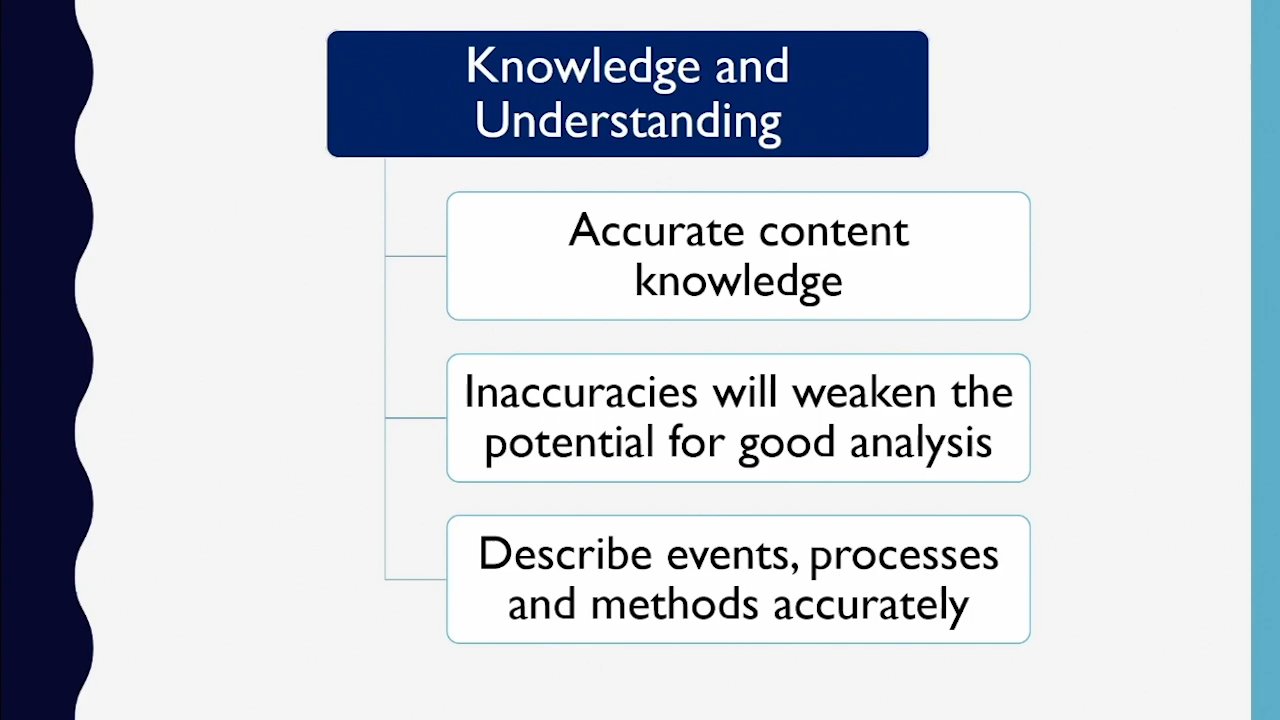 Knowledge and
Understanding
Accurate content
knowledge
Inaccuracies will weaken the
potential for good analysis
Describe events, processes
and methods accurately